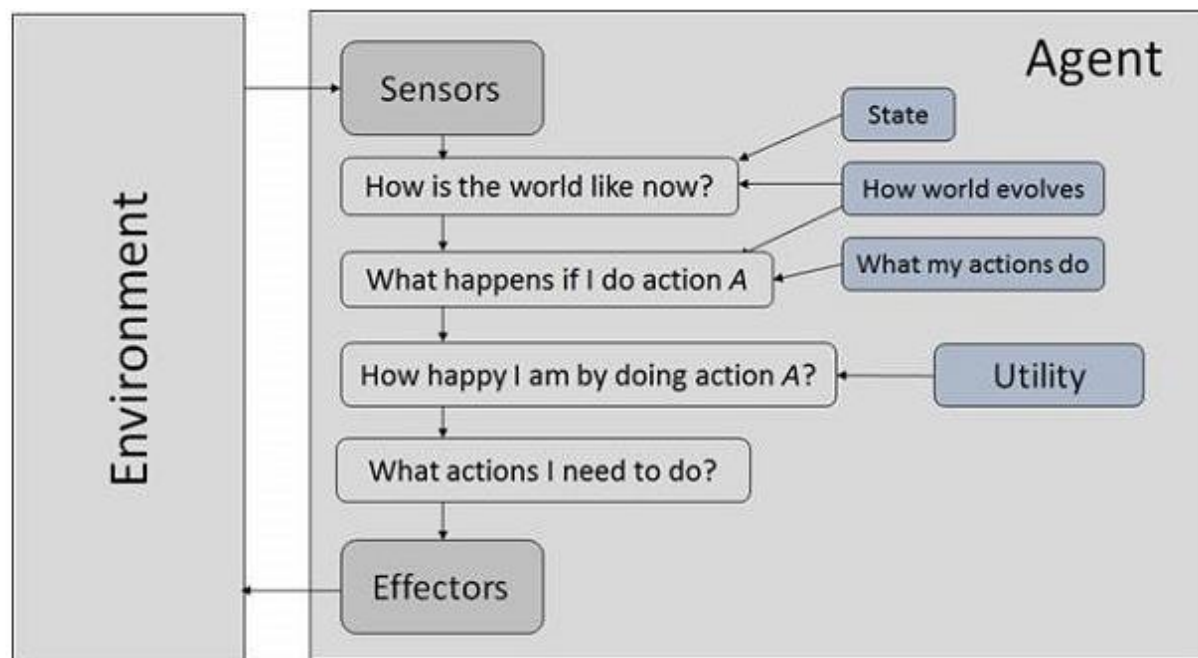 Agent
Environment
Sensors
State
How is the world like now?
How world evolves
What happens if I do action A
What my actions do
How happy I am by doing action A?
Utility
What actions I need to do?
Effectors